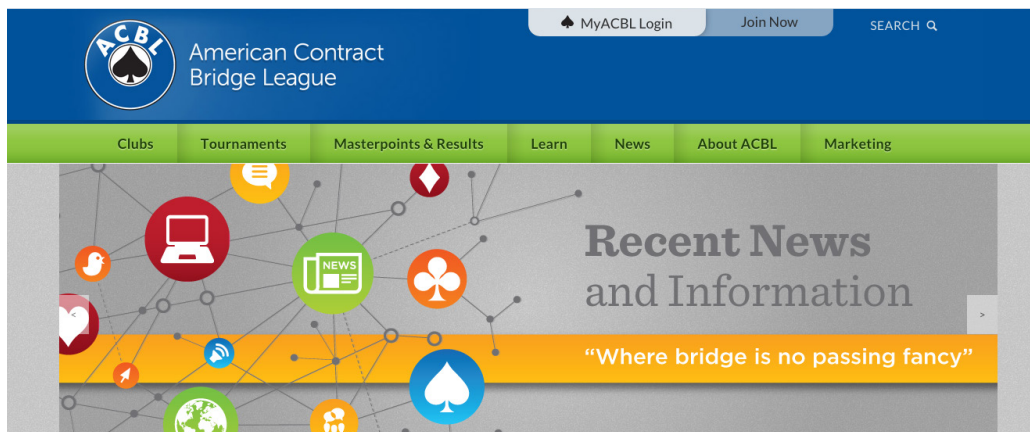 MyACBL Login
Join Now
SEARCH
ACBL
American Contract
Bridge League
Clubs
Tournaments
Masterpoints & Results
Learn
News
About ACBL
Marketing
NEWS
Recent News
and Information
<
>
“Where bridge is no passing fancy”